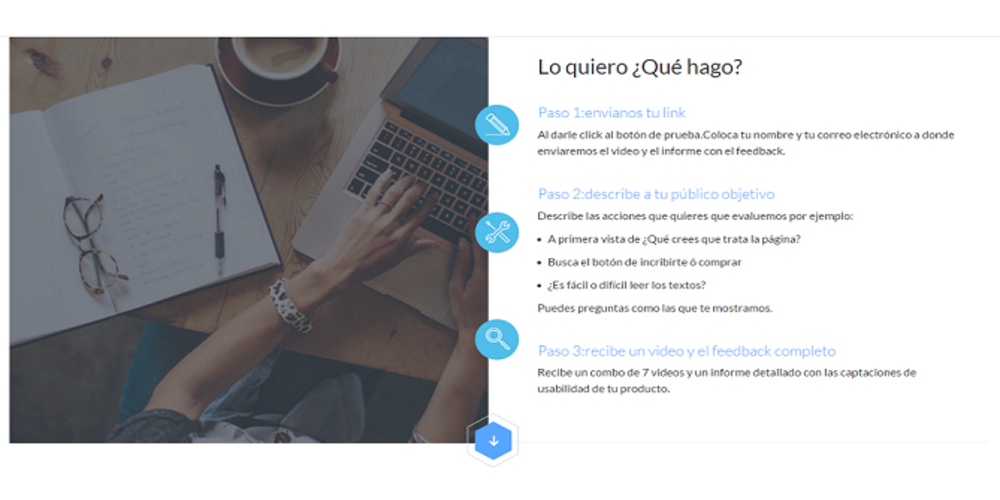 Lo quiero ¿Qué hago?
Paso 1:envianos tu link
Al darle click al botón de prueba.Coloca tu nombre y tu correo electrónico a donde
enviaremos el video y el informe con el feedback.
Paso 2:describe a tu público objetivo
Describe las acciones que quieres que evaluemos por ejemplo:
• A primera vista de ¿Qué crees que trata la página?
• Busca el botón de incribirte ó comprar
• ¿Es fácil o difícil leer los textos?
Puedes preguntas como las que te mostramos.
Paso 3:recibe un video y el feedback completo
Recibe un combo de 7 videos y un informe detallado con las captaciones de
usabilidad de tu producto.